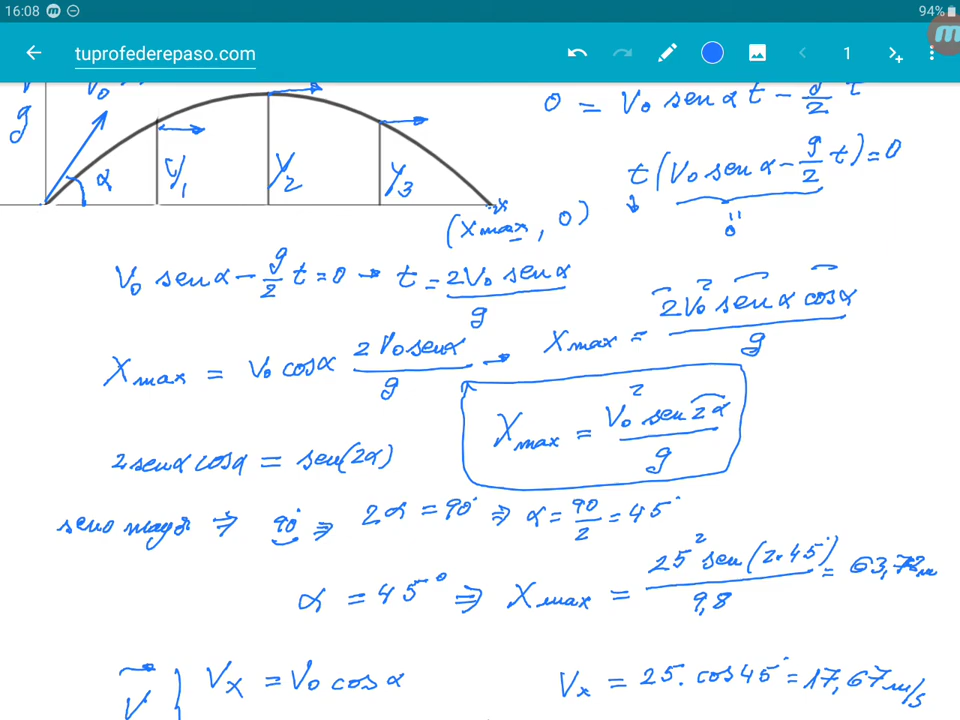 16:08
94%
tuprofederepaso.com
1
V₀
g
α
Y₁
Y₂
Y₃
x
(Xmax, 0)
0 = V₀ sen α t - g/2 t
t (V₀ sen α - g/2 t) = 0
0
V₀ sen α - g/2 t = 0 → t = 2V₀ sen α / g
Xmax = V₀ cos α 2 V₀ sen α / g → Xmax = 2V₀² sen α cos α / g
Xmax = V₀² sen 2α / g
2 sen α cos α = sen(2α)
seno mayor ⇒ 90° ⇒ 2α = 90° ⇒ α = 90/2 = 45°
α = 45° ⇒ Xmax = 25² sen (2·45°) / 9,8 = 63,78m
V⃗ } Vx = V₀ cos α
Vx = 25. cos 45° = 17,67 m/s